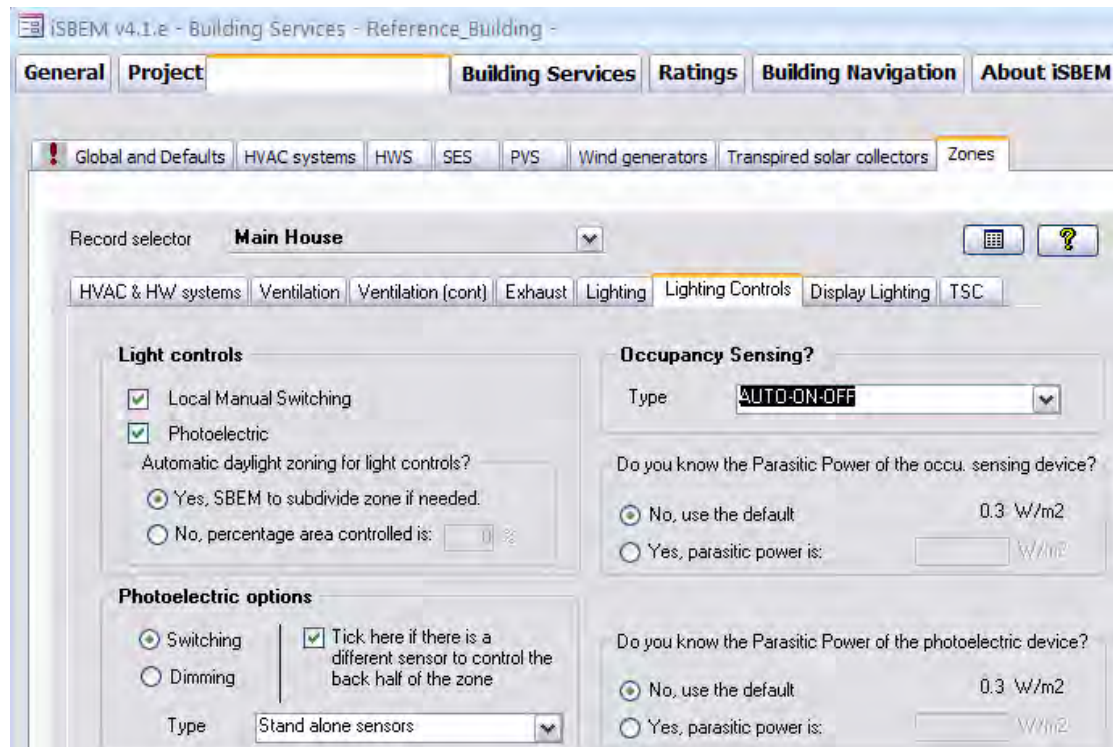 iSBEM v4.1.e - Building Services - Reference_Building -
General Project Building Services Ratings Building Navigation About iSBEM
! Global and Defaults HVAC systems HWS SES PVS Wind generators Transpired solar collectors Zones
Record selector Main House ?
HVAC & HW systems Ventilation Ventilation (cont) Exhaust Lighting Lighting Controls Display Lighting TSC
Light controls
Local Manual Switching
Photoelectric
Automatic daylight zoning for light controls?
Yes, SBEM to subdivide zone if needed.
No, percentage area controlled is: 0 %
Occupancy Sensing?
Type AUTO-ON-OFF
Do you know the Parasitic Power of the occu. sensing device?
No, use the default 0.3 W/m2
Yes, parasitic power is: W/m2
Photoelectric options
Switching
Dimming
Tick here if there is a
different sensor to control the
back half of the zone
Type Stand alone sensors
Do you know the Parasitic Power of the photoelectric device?
No, use the default 0.3 W/m2
Yes, parasitic power is: W/m2